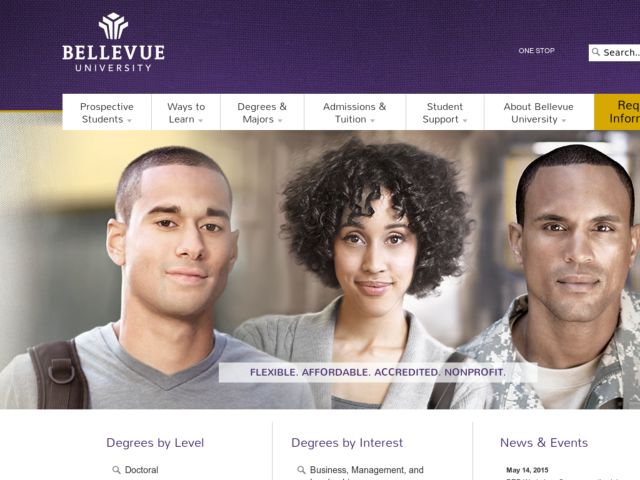 BELLEVUE
UNIVERSITY
ONE STOP
Search...
Prospective
Students
Ways to
Learn
Degrees &
Majors
Admissions &
Tuition
Student
Support
About Bellevue
University
Req
Inform
FLEXIBLE. AFFORDABLE. ACCREDITED. NONPROFIT.
Degrees by Level
Degrees by Interest
News & Events
Doctoral
Business, Management, and
May 14, 2015